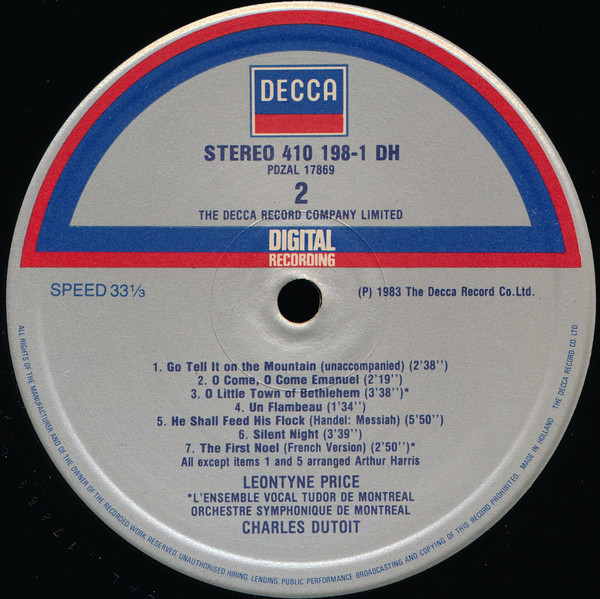 DECCA
STEREO 410 198-1 DH
PDZAL 17869
2
THE DECCA RECORD COMPANY LIMITED
DIGITAL
RECORDING
SPEED 33⅓
(P) 1983 The Decca Record Co.Ltd.
1. Go Tell It on the Mountain (unaccompanied) (2'38'')
2. O Come, O Come Emanuel (2'19'')
3. O Little Town of Bethlehem (3'38'')*
4. Un Flambeau (1'34'')
5. He Shall Feed His Flock (Handel: Messiah) (5'50'')
6. Silent Night (3'39'')
7. The First Noel (French Version) (2'50'')*
All except items 1 and 5 arranged Arthur Harris
LEONTYNE PRICE
*L'ENSEMBLE VOCAL TUDOR DE MONTREAL
ORCHESTRE SYMPHONIQUE DE MONTREAL
CHARLES DUTOIT
ALL RIGHTS OF THE MANUFACTURER AND OF THE OWNER OF THE RECORDED WORK RESERVED. UNAUTHORISED HIRING, LENDING PUBLIC PERFORMANCE BROADCASTING AND COPYING OF THIS RECORD PROHIBITED. MADE IN HOLLAND THE DECCA RECORD CO. LTD.